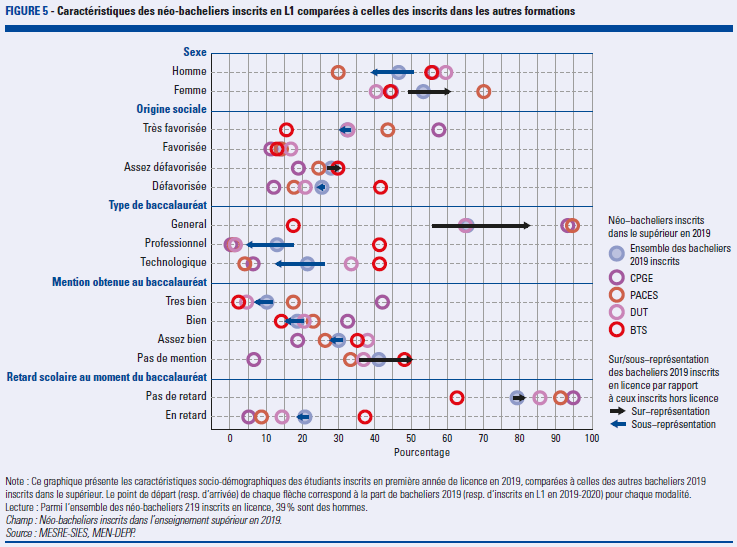 FIGURE 5 - Caractéristiques des néo-bacheliers inscrits en L1 comparées à celles des inscrits dans les autres formations
Sexe
Homme
Femme
Origine sociale
Très favorisée
Favorisée
Assez défavorisée
Défavorisée
Type de baccalauréat
General
Professionnel
Technologique
Mention obtenue au baccalauréat
Tres bien
Bien
Assez bien
Pas de mention
Retard scolaire au moment du baccalauréat
Pas de retard
En retard
0 10 20 30 40 50 60 70 80 90 100
Pourcentage
Néo-bacheliers inscrits
dans le supérieur en 2019
Ensemble des bacheliers
2019 inscrits
CPGE
PACES
DUT
BTS
Sur/sous-représentation
des bacheliers 2019 inscrits
en licence par rapport
à ceux inscrits hors licence
Sur-représentation
Sous-représentation
Note : Ce graphique présente les caractéristiques socio-démographiques des étudiants inscrits en première année de licence en 2019, comparées à celles des autres bacheliers 2019
inscrits dans le supérieur. Le point de départ (resp. d'arrivée) de chaque flèche correspond à la part de bacheliers 2019 (resp. d'inscrits en L1 en 2019-2020) pour chaque modalité.
Lecture : Parmi l'ensemble des néo-bacheliers 219 inscrits en licence, 39 % sont des hommes.
Champ : Néo-bacheliers inscrits dans l'enseignement supérieur en 2019.
Source : MESRE-SIES, MEN-DEPP.